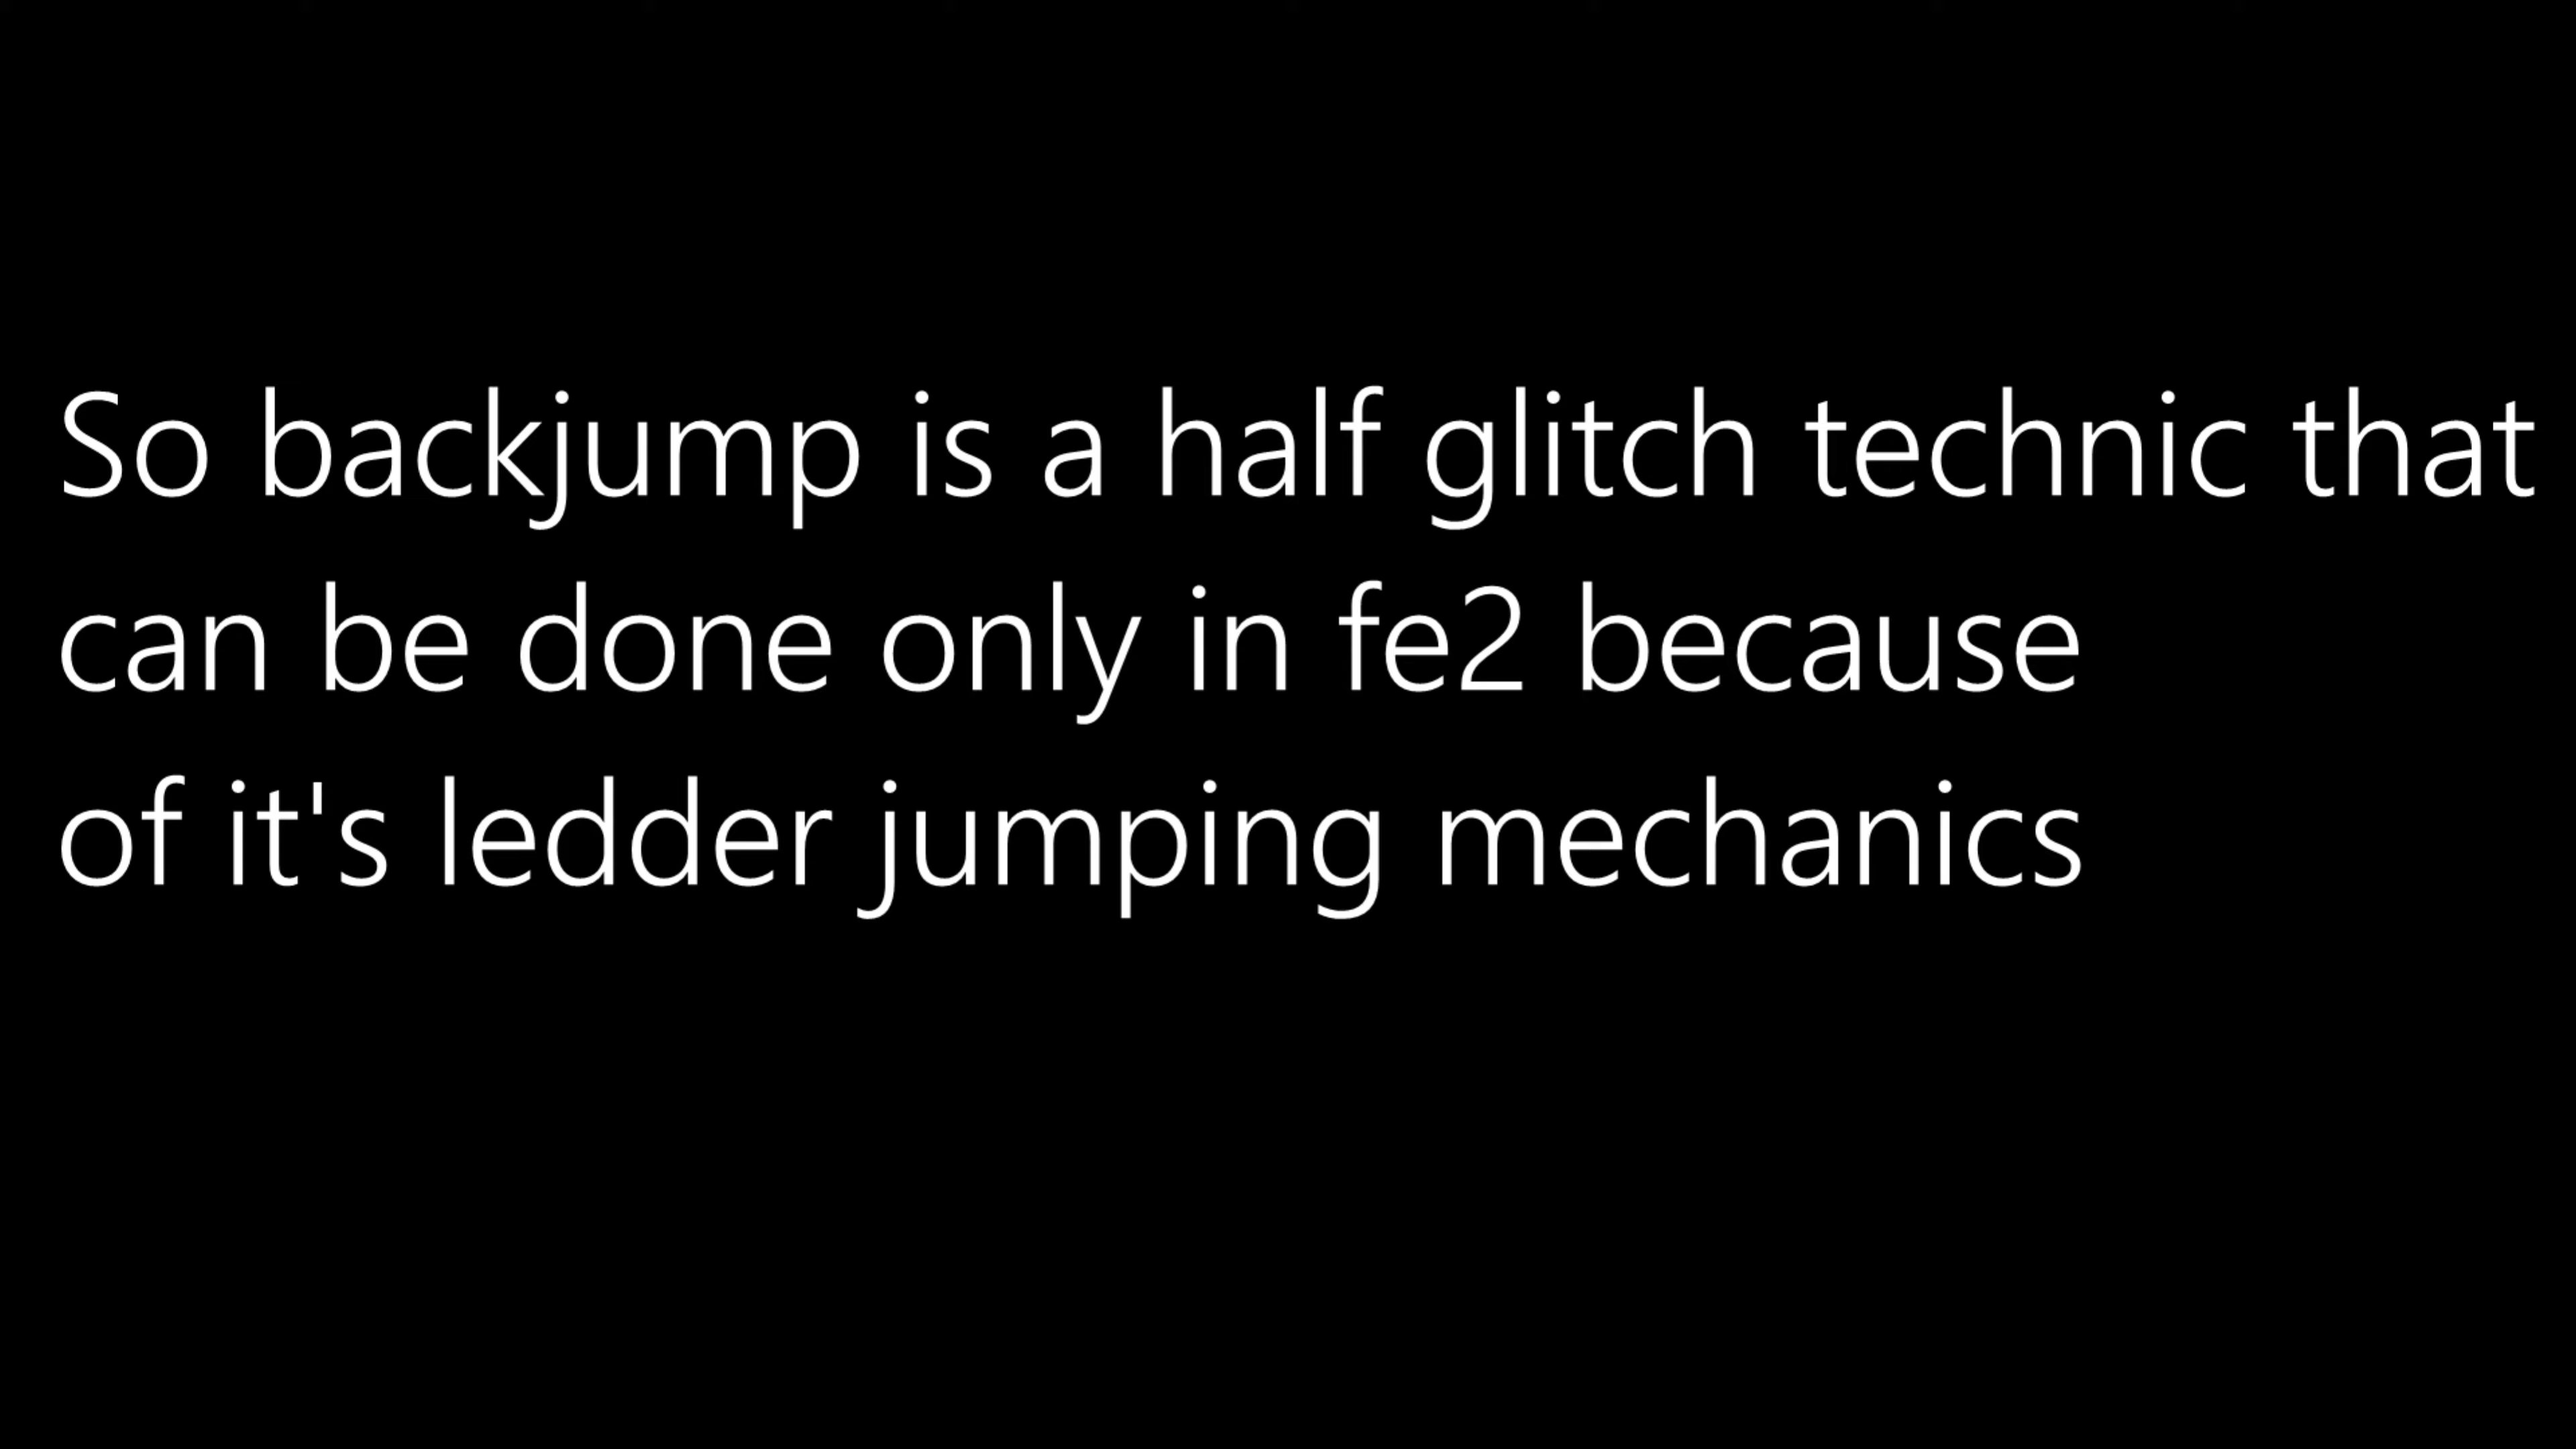 So backjump is a half glitch technic that
can be done only in fe2 because
of it's ledder jumping mechanics